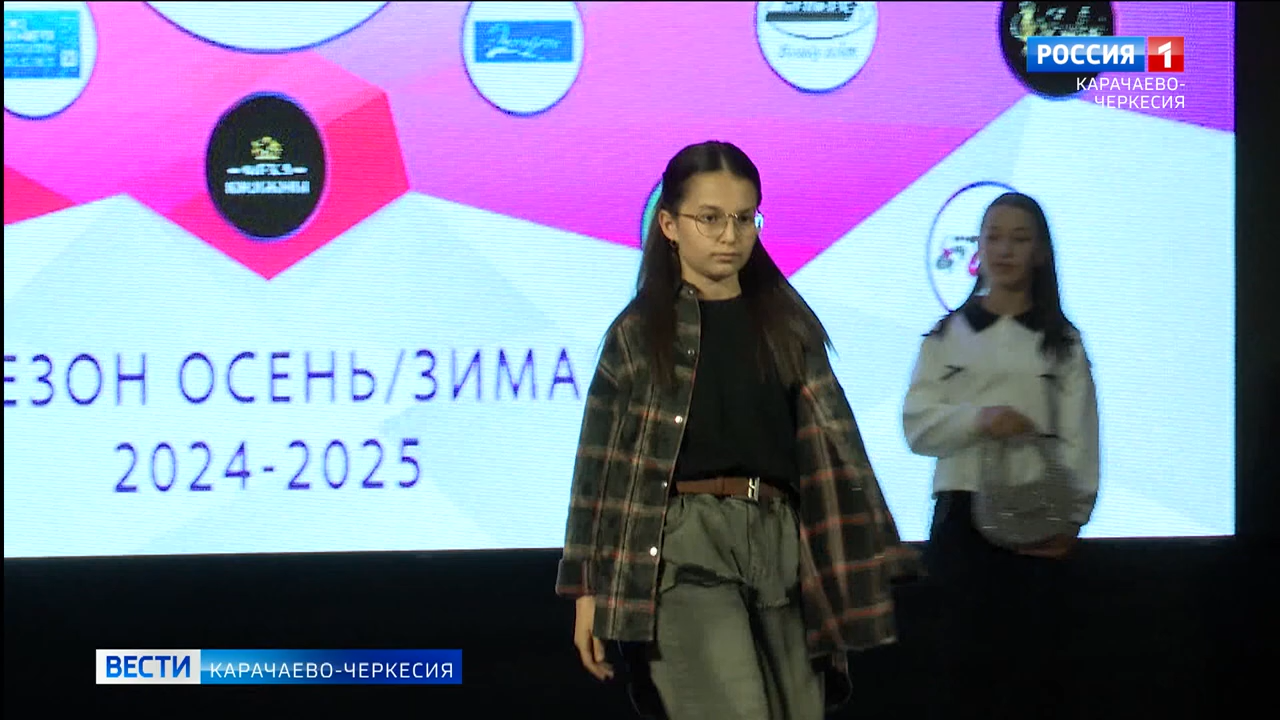 РОССИЯ 1
КАРАЧАЕВО-
ЧЕРКЕСИЯ
ЕЗОН ОСЕНЬ/ЗИМА
2024-2025
ВЕСТИ КАРАЧАЕВО-ЧЕРКЕСИЯ